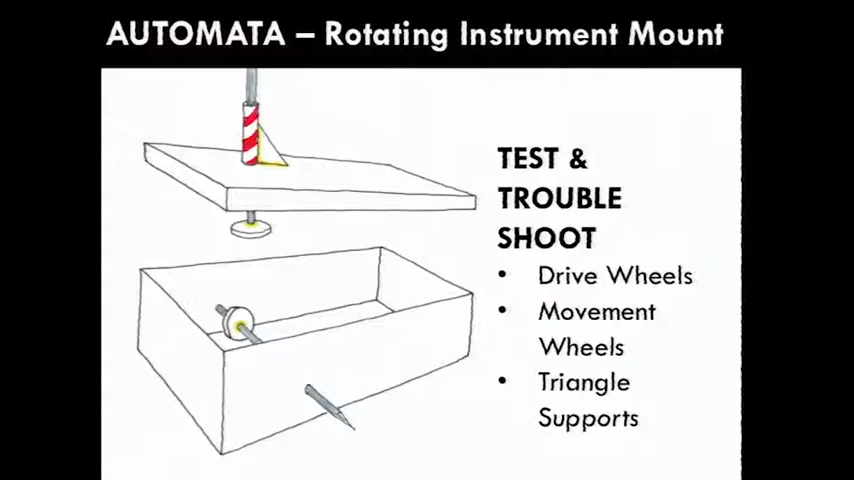 AUTOMATA – Rotating Instrument Mount
TEST &
TROUBLE
SHOOT
• Drive Wheels
• Movement
Wheels
• Triangle
Supports